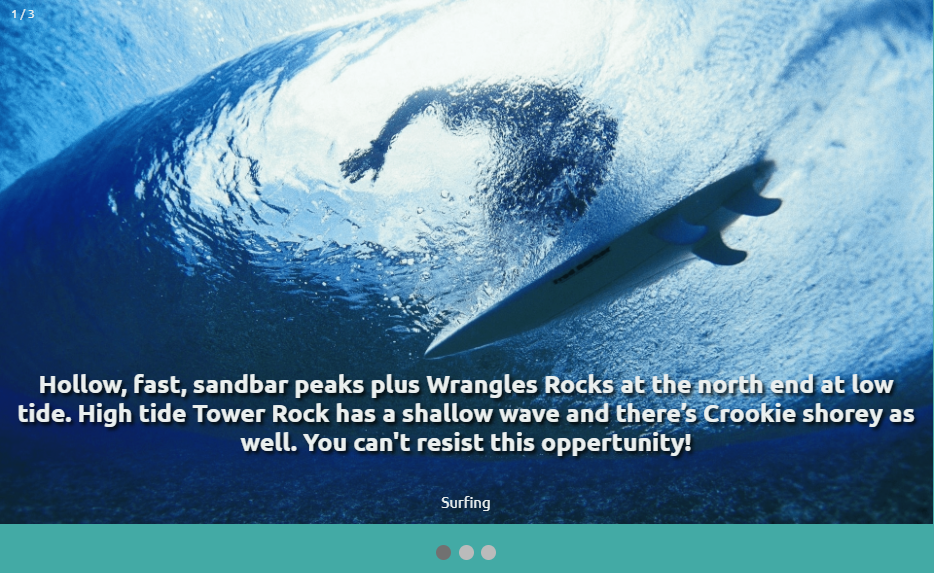 1 / 3
Hollow, fast, sandbar peaks plus Wrangles Rocks at the north end at low
tide. High tide Tower Rock has a shallow wave and there’s Crookie shorey as
well. You can't resist this oppertunity!
Surfing